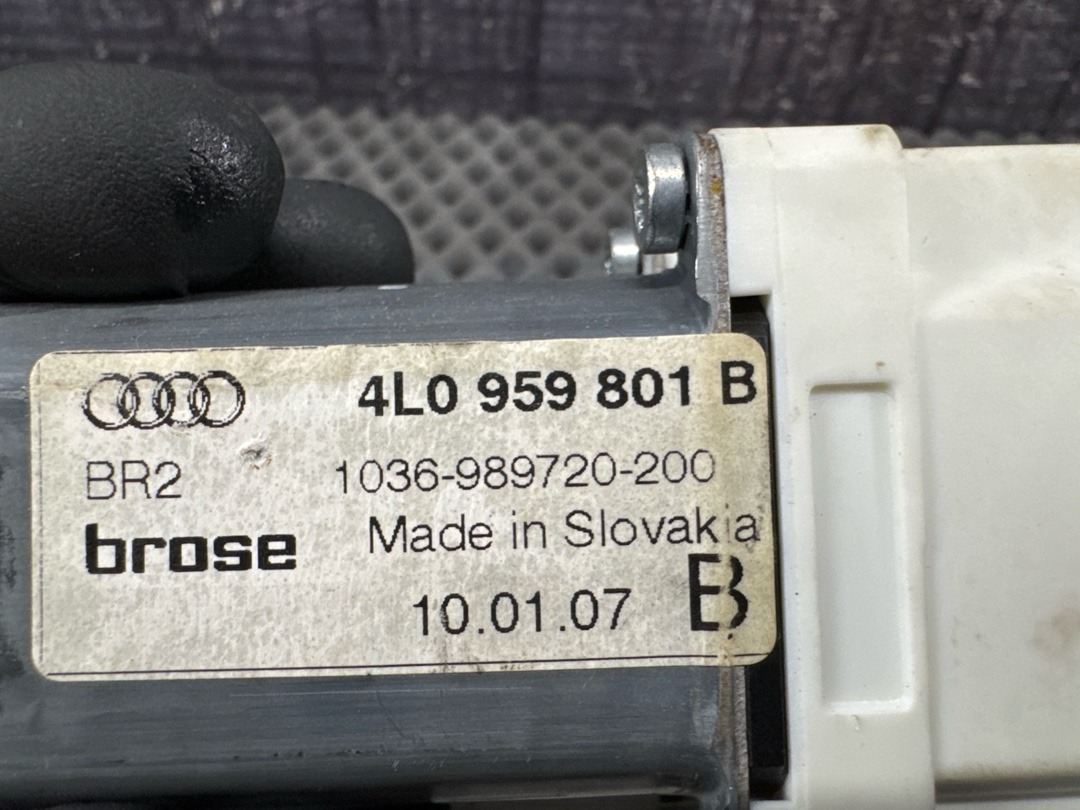 4L0 959 801 B
BR2 1036-989720-200
brose Made in Slovakia
10.01.07 B